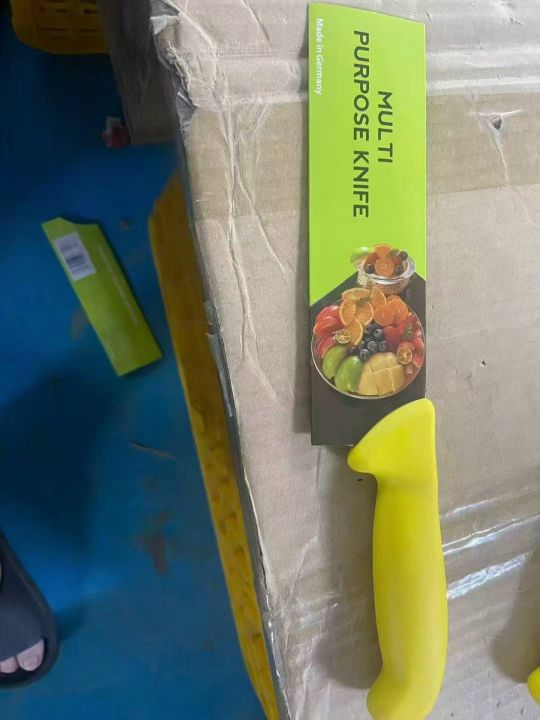 MULTI
PURPOSE KNIFE
Made in Germany